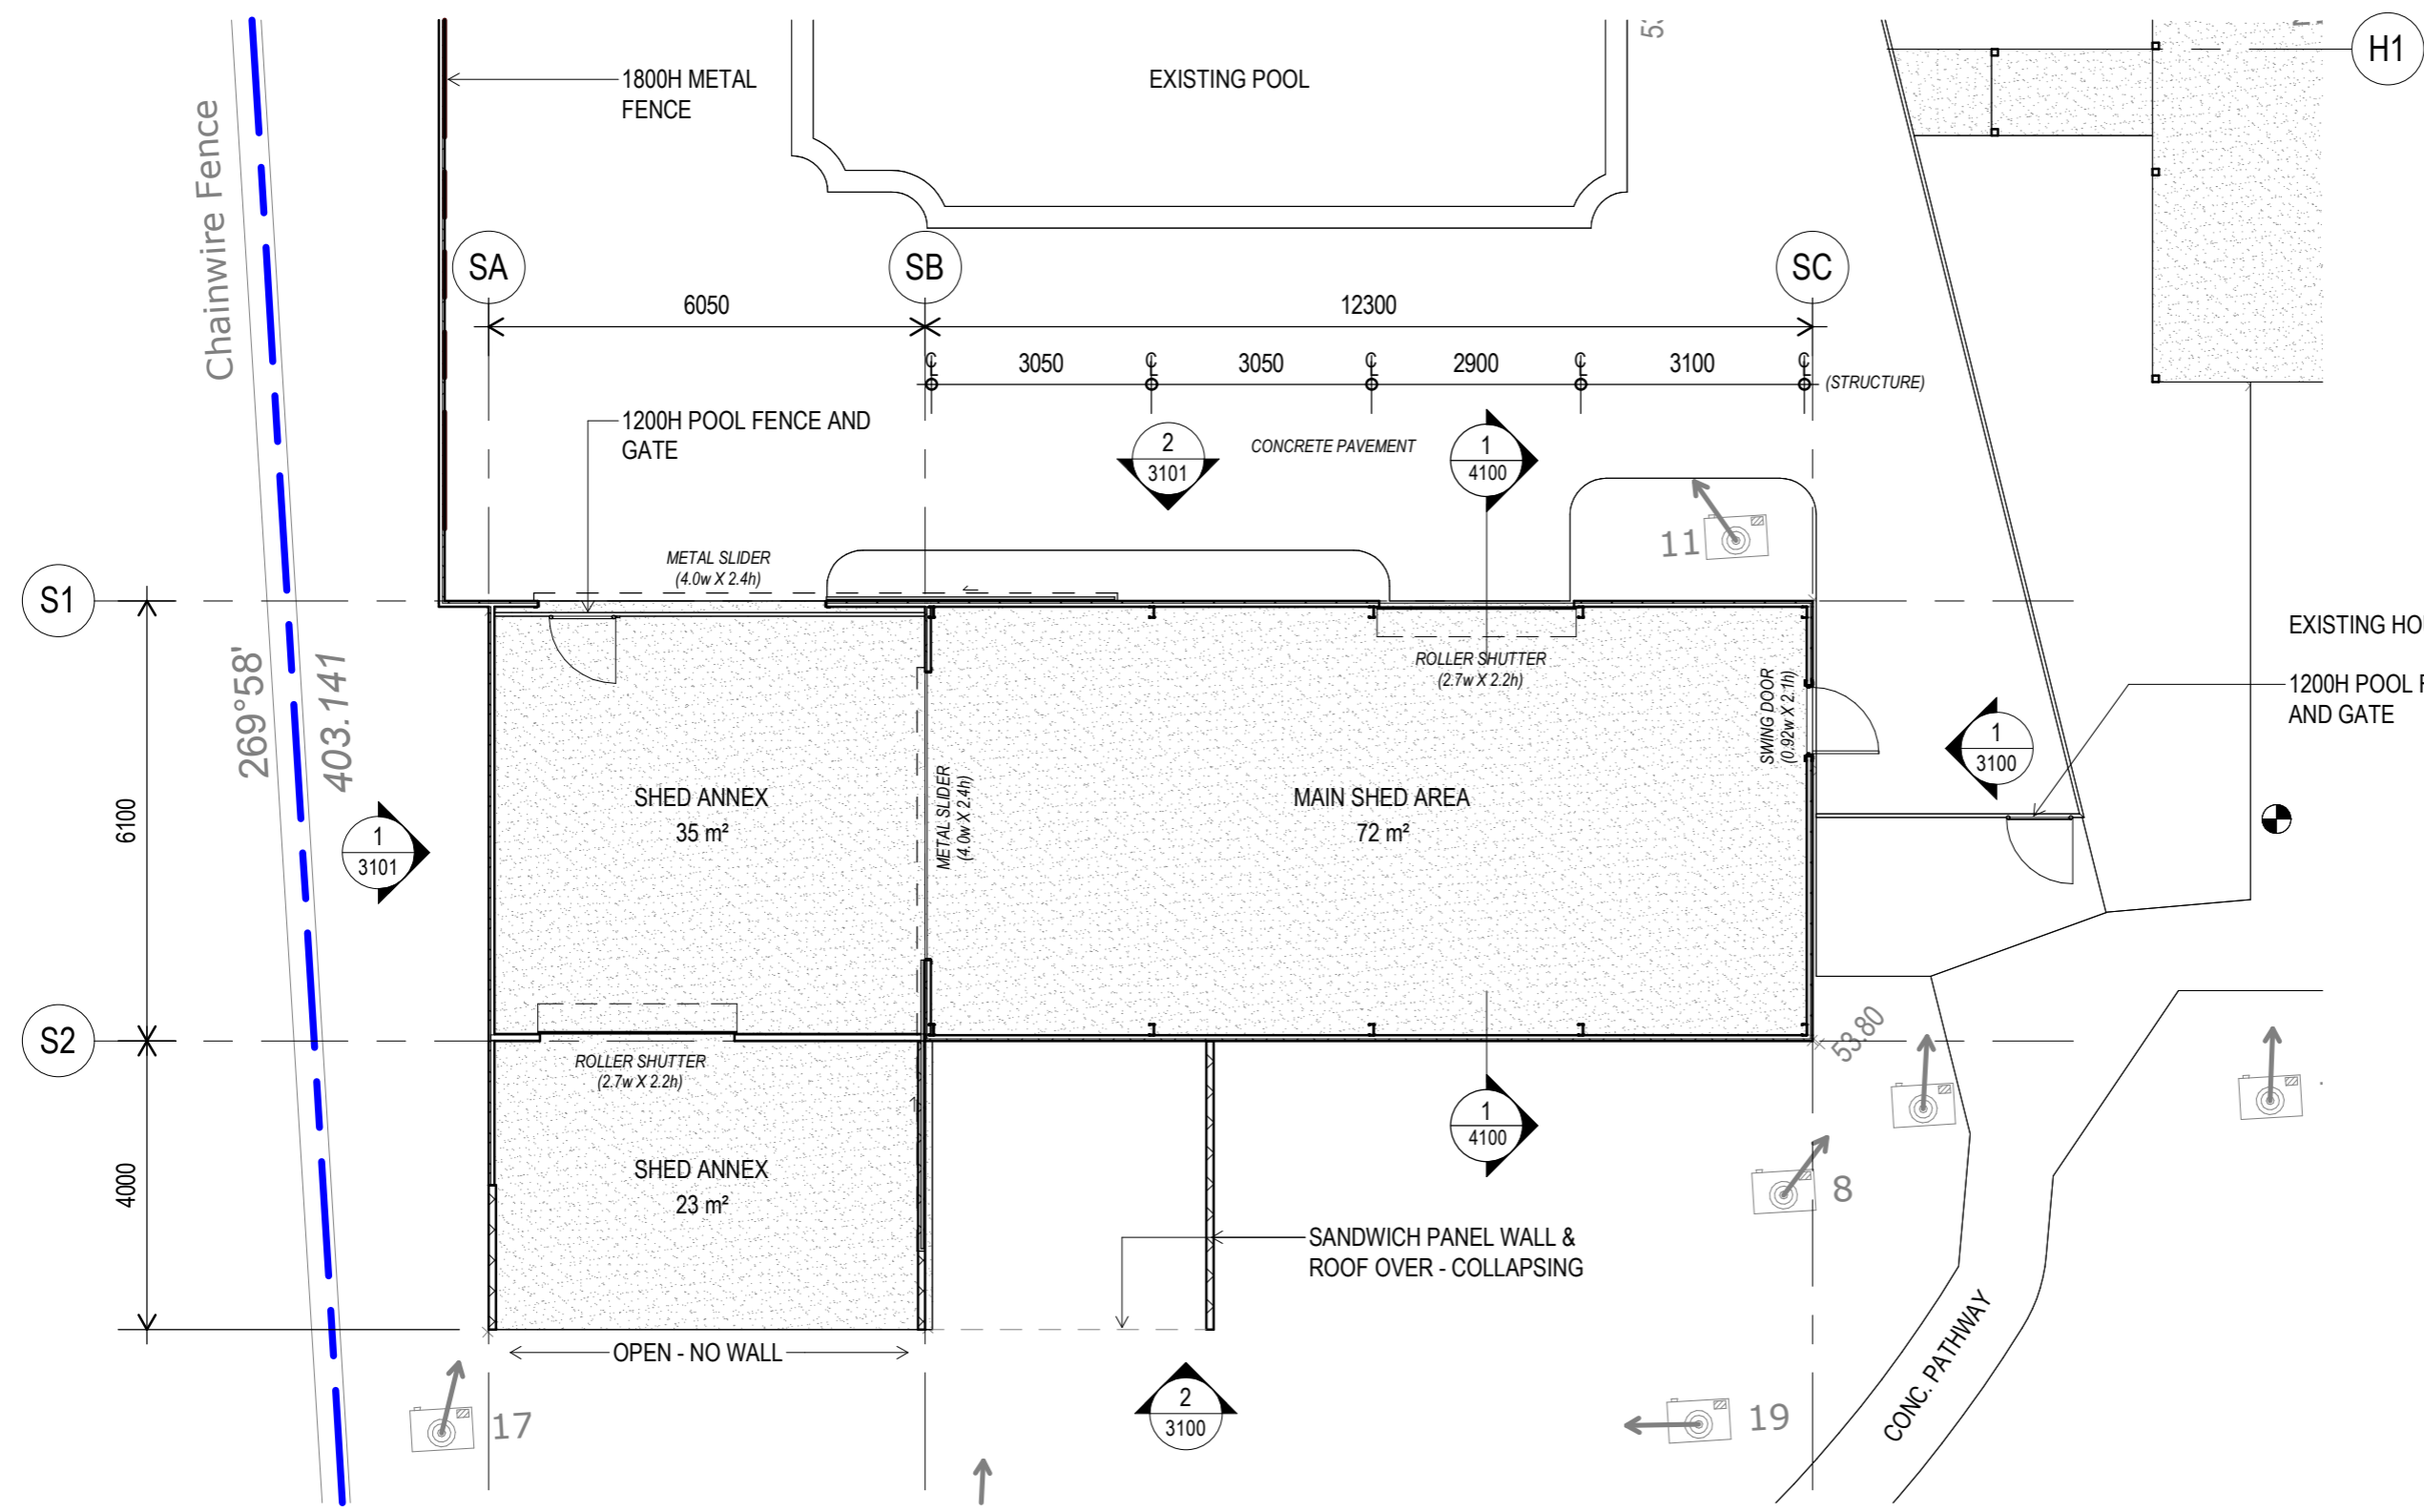 1800H METAL
FENCE
EXISTING POOL
H1
Chainwire Fence
SA
SB
SC
6050
12300
3050
3050
2900
3100
(STRUCTURE)
1200H POOL FENCE AND
GATE
2
3101
CONCRETE PAVEMENT
1
4100
11
METAL SLIDER
(4.0w X 2.4h)
S1
ROLLER SHUTTER
(2.7w X 2.2h)
SWING DOOR
(0.92w X 2.1h)
EXISTING
1200H POOL
AND GATE
269°58'
403.141
1
3100
SHED ANNEX
35 m²
METAL SLIDER
(4.0w X 2.4h)
MAIN SHED AREA
72 m²
6100
1
3101
S2
53.80
ROLLER SHUTTER
(2.7w X 2.2h)
1
4100
4000
SHED ANNEX
23 m²
8
SANDWICH PANEL WALL &
ROOF OVER - COLLAPSING
OPEN - NO WALL
CONC. PATHWAY
17
2
3100
19